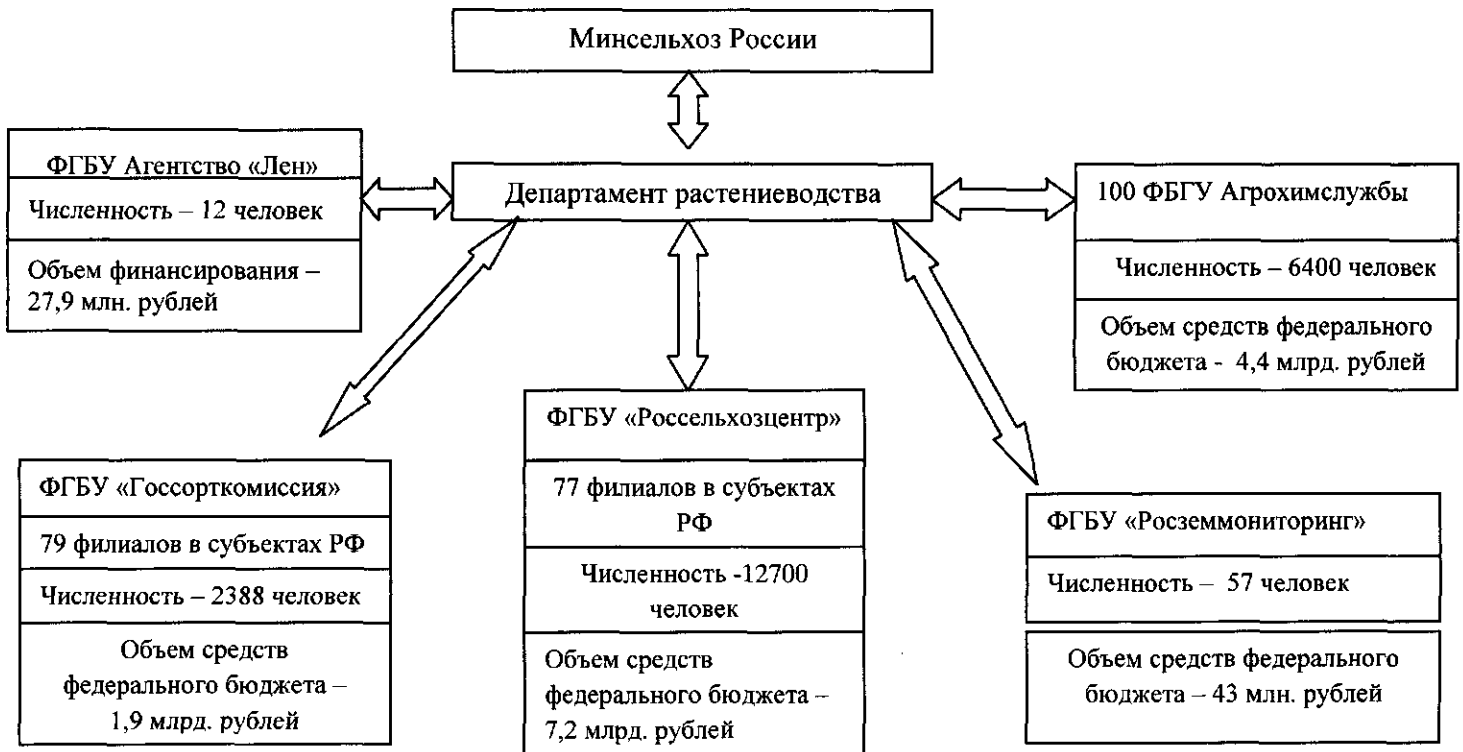 Минсельхоз России
ФГБУ Агентство «Лен»
Численность – 12 человек
Объем финансирования –
27,9 млн. рублей
Департамент растениеводства
100 ФБГУ Агрохимслужбы
Численность – 6400 человек
Объем средств федерального
бюджета - 4,4 млрд. рублей
ФГБУ «Госсорткомиссия»
79 филиалов в субъектах РФ
Численность – 2388 человек
Объем средств
федерального бюджета –
1,9 млрд. рублей
ФГБУ «Россельхозцентр»
77 филиалов в субъектах
РФ
Численность -12700
человек
Объем средств
федерального бюджета –
7,2 млрд. рублей
ФГБУ «Росземмониторинг»
Численность – 57 человек
Объем средств федерального
бюджета – 43 млн. рублей